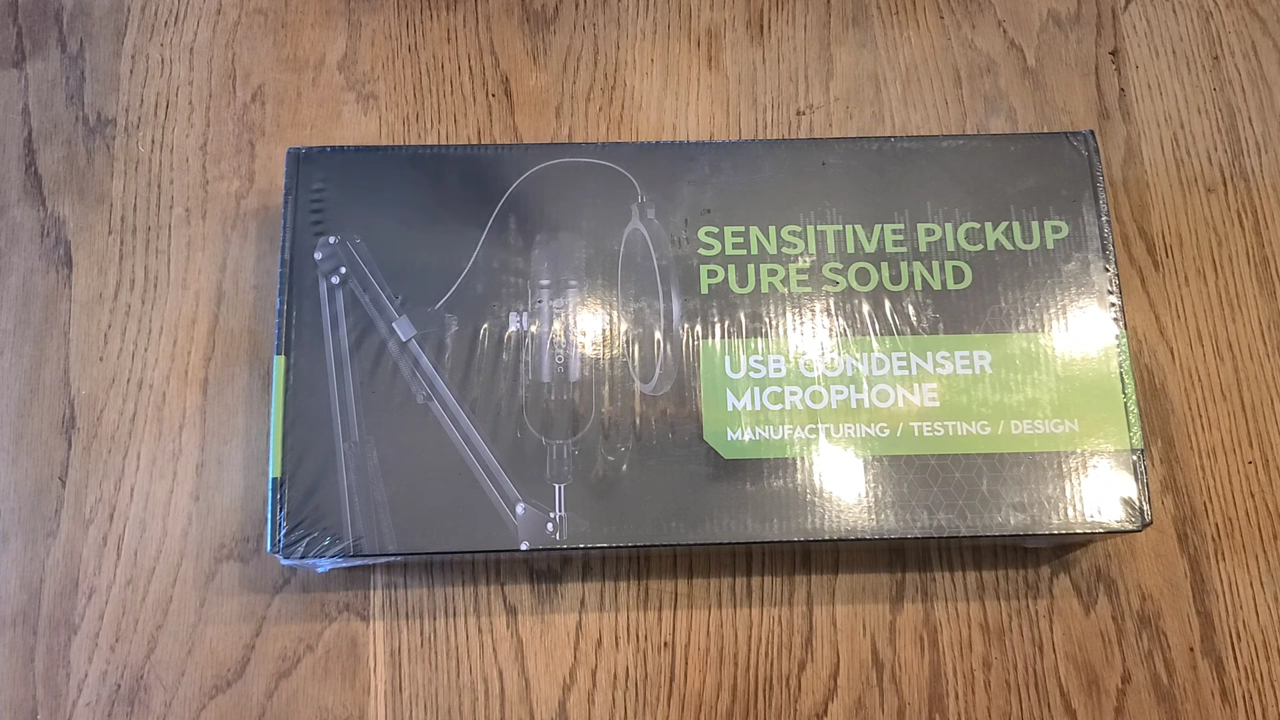 SENSITIVE PICKUP
PURE SOUND
USB CONDENSER
MICROPHONE
MANUFACTURING / TESTING / DESIGN